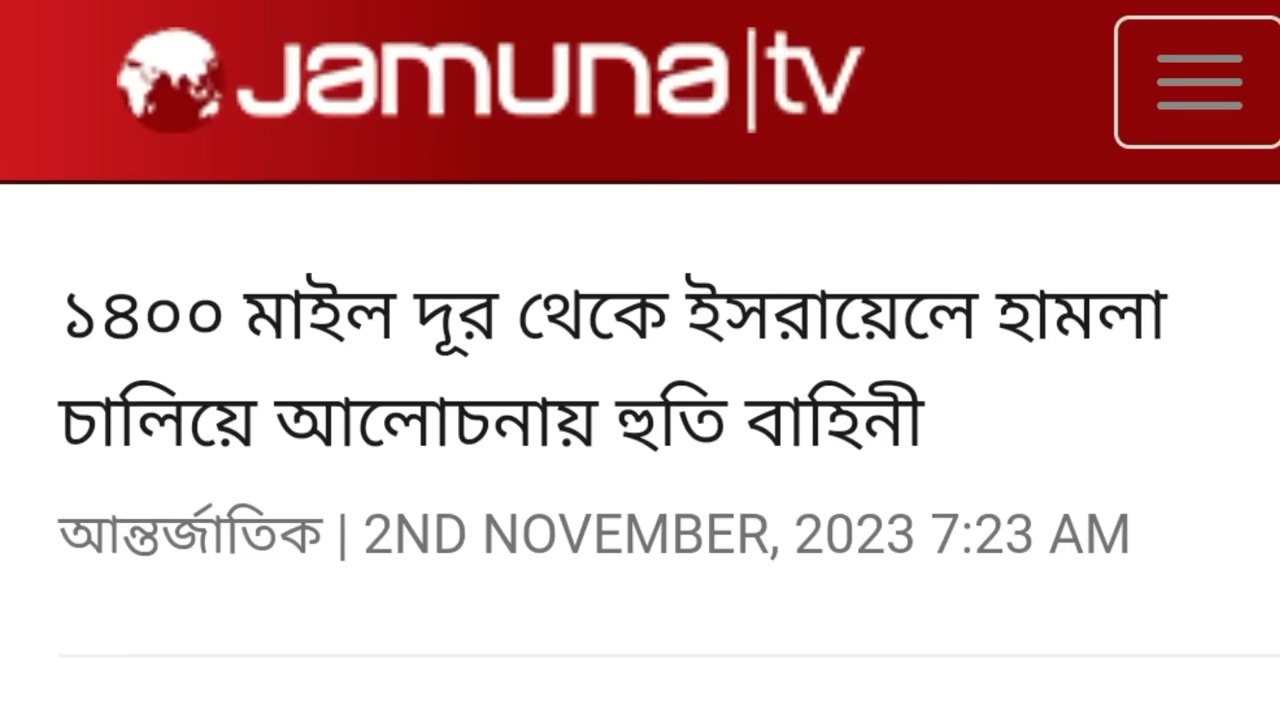 Jamuna|tv
১৪০০ মাইল দূর থেকে ইসরায়েলে হামলা
চালিয়ে আলোচনায় হুতি বাহিনী
আন্তর্জাতিক | 2ND NOVEMBER, 2023 7:23 AM